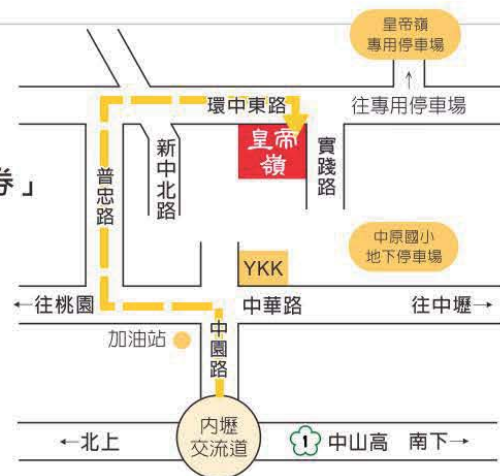 皇帝嶺
專用停車場
↑
環中東路
往專用停車場
券」
普忠路
新中北路
皇帝
嶺
實踐路
中原國小
地下停車場
YKK
←往桃園
中華路
往中壢→
加油站
中園路
內壢
交流道
←北上
1
中山高
南下→